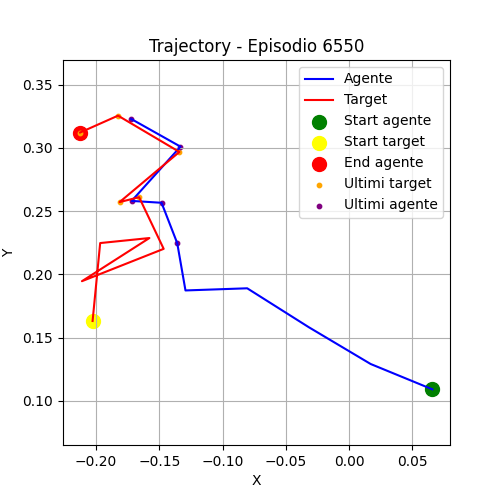 Trajectory - Episodio 6550
Agente
Target
Start agente
Start target
End agente
Ultimi target
Ultimi agente
Y
0.35
0.30
0.25
0.20
0.15
0.10
−0.20 −0.15 −0.10 −0.05 0.00 0.05
X